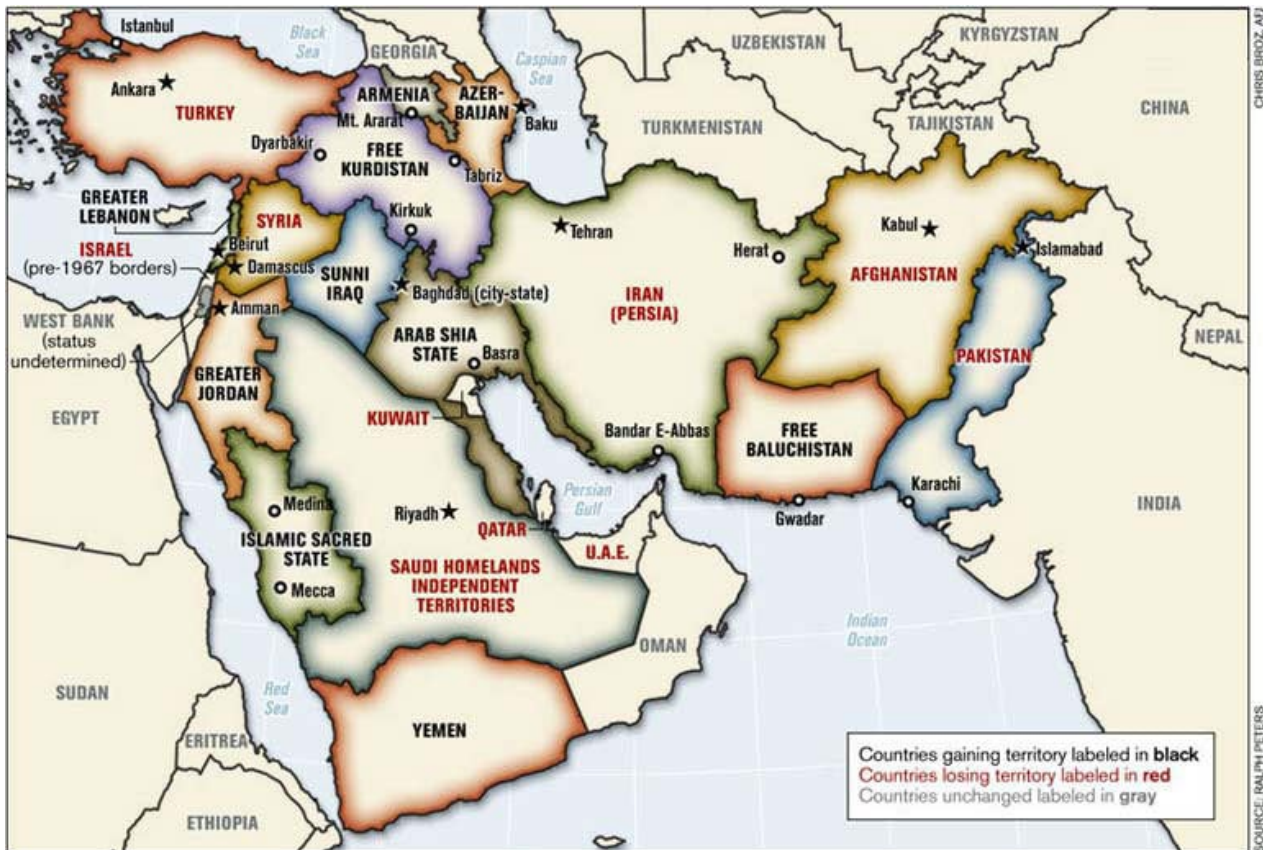 Istanbul
Black
Sea
GEORGIA
Caspian
Sea
UZBEKISTAN
KYRGYZSTAN
CHRIS BROZ, AFJ
Ankara
TURKEY
ARMENIA
Mt. Ararat
AZER-
BAIJAN
Baku
TURKMENISTAN
TAJIKISTAN
CHINA
Dyarbakir
FREE
KURDISTAN
Tabriz
GREATER
LEBANON
SYRIA
Kirkuk
Tehran
Herat
Kabul
Islamabad
ISRAEL
(pre-1967 borders)
Beirut
Damascus
SUNNI
IRAQ
Baghdad (city-state)
IRAN
(PERSIA)
AFGHANISTAN
Amman
WEST BANK
(status
undetermined)
ARAB SHIA
STATE
Basra
PAKISTAN
NEPAL
GREATER
JORDAN
EGYPT
KUWAIT
Bandar E-Abbas
FREE
BALUCHISTAN
Karachi
Gwadar
INDIA
Medina
Riyadh
Persian
Gulf
QATAR
ISLAMIC SACRED
STATE
Mecca
U.A.E.
SAUDI HOMELANDS
INDEPENDENT
TERRITORIES
OMAN
Indian
Ocean
SUDAN
Red
Sea
YEMEN
ERITREA
ETHIOPIA
Countries gaining territory labeled in black
Countries losing territory labeled in red
Countries unchanged labeled in gray
SOURCE: RALPH PETERS